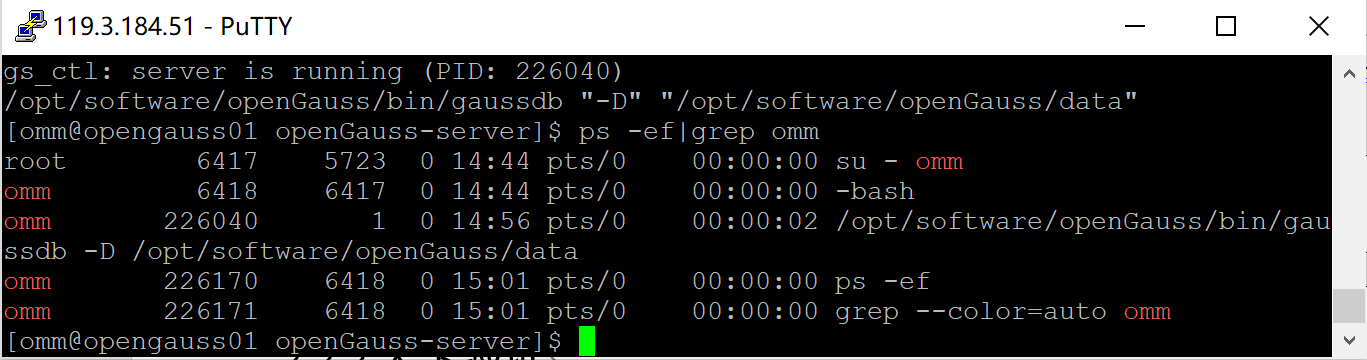 119.3.184.51 - PuTTY
gs_ctl: server is running (PID: 226040)
/opt/software/openGauss/bin/gaussdb "-D" "/opt/software/openGauss/data"
[omm@opengauss01 openGauss-server]$ ps -ef|grep omm
root 6417 5723 0 14:44 pts/0 00:00:00 su - omm
omm 6418 6417 0 14:44 pts/0 00:00:00 -bash
omm 226040 1 0 14:56 pts/0 00:00:02 /opt/software/openGauss/bin/gau
ssdb -D /opt/software/openGauss/data
omm 226170 6418 0 15:01 pts/0 00:00:00 ps -ef
omm 226171 6418 0 15:01 pts/0 00:00:00 grep --color=auto omm
[omm@opengauss01 openGauss-server]$